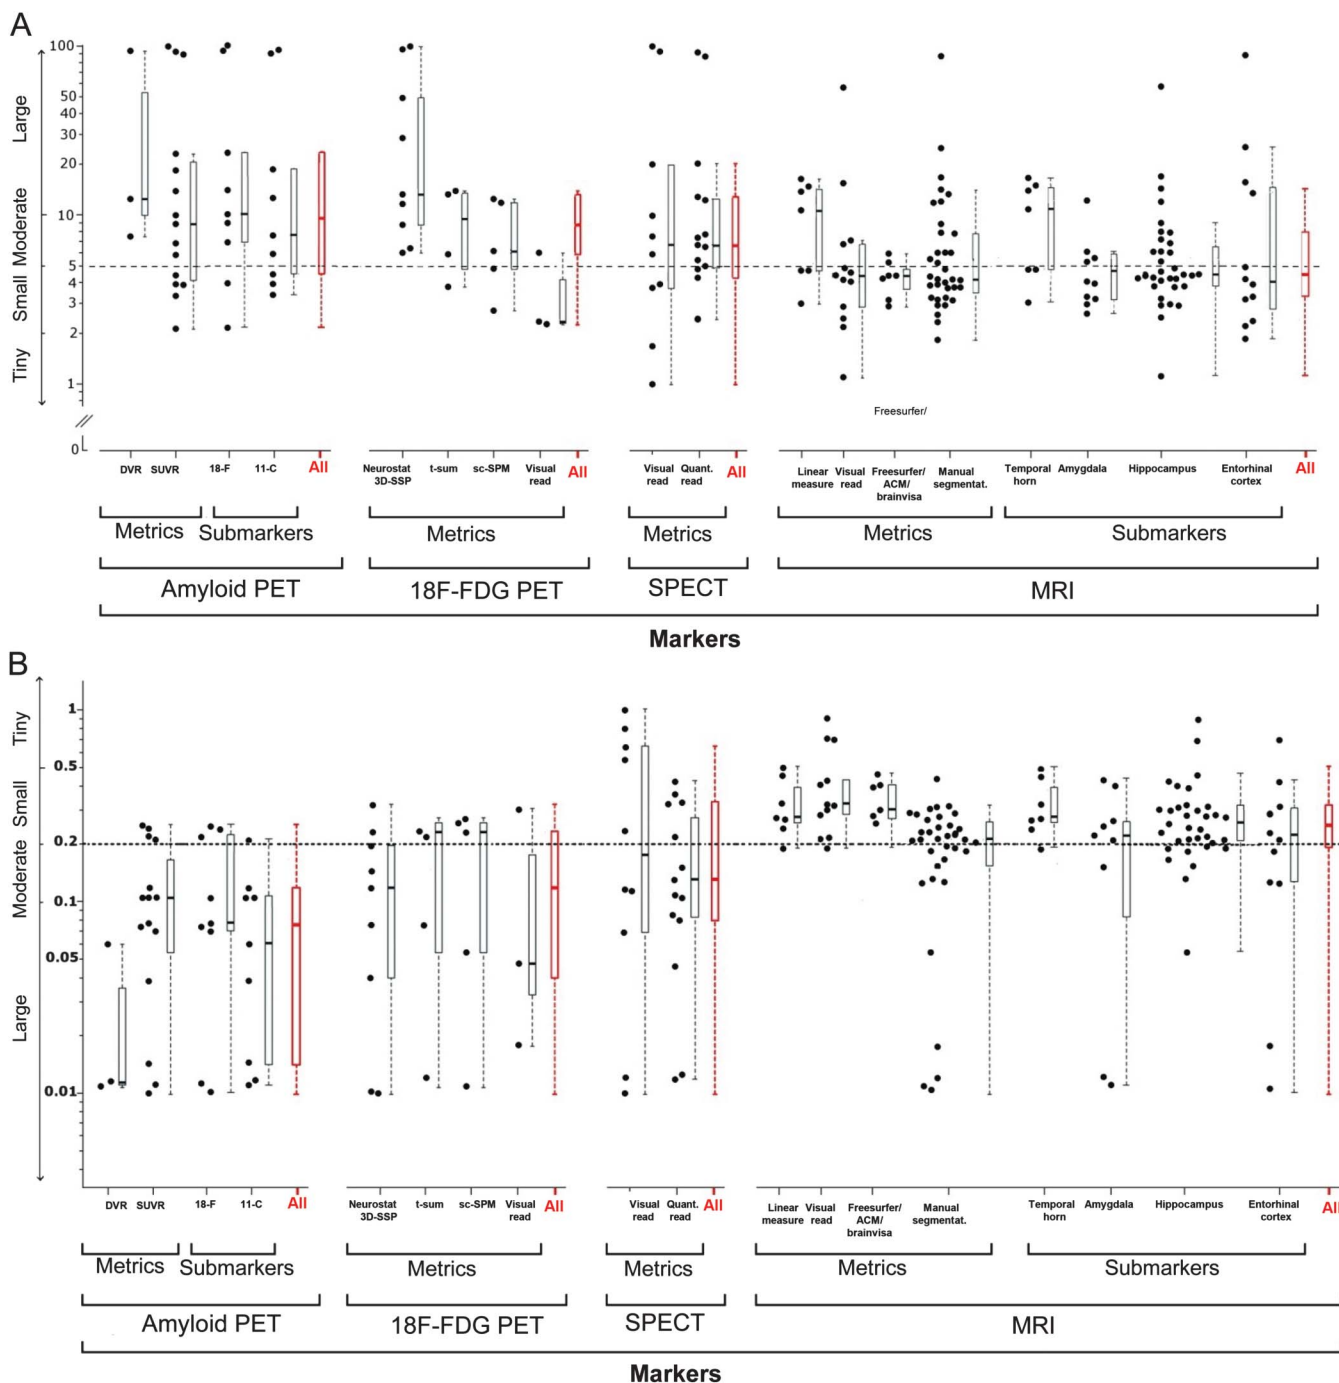 A
Large
Moderate
Small
Tiny
100
50
40
30
20
10
5
4
3
2
1
0
Freesurfer/
DVR SUVR 18-F 11-C All
Neurostat 3D-SSP t-sum sc-SPM Visual read All
Visual read Quant. read All
Linear measure Visual read Freesurfer/ ACM/ brainvisa Manual segmentat.
Temporal horn Amygdala Hippocampus Entorhinal cortex All
Metrics Submarkers Metrics Metrics Metrics Submarkers
Amyloid PET 18F-FDG PET SPECT MRI
Markers
B
Tiny
Small
Moderate
Large
1
0.5
0.2
0.1
0.05
0.01
DVR SUVR 18-F 11-C All
Neurostat 3D-SSP t-sum sc-SPM Visual read All
Visual read Quant. read All
Linear measure Visual read Freesurfer/ ACM/ brainvisa Manual segmentat.
Temporal horn Amygdala Hippocampus Entorhinal cortex All
Metrics Submarkers Metrics Metrics Metrics Submarkers
Amyloid PET 18F-FDG PET SPECT MRI
Markers